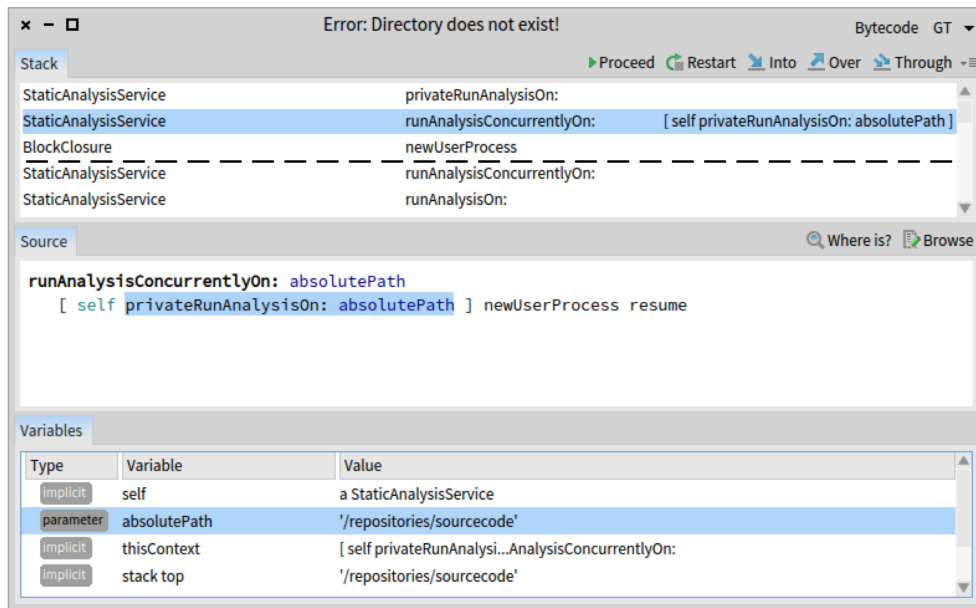 Error: Directory does not exist!
Bytecode GT
Stack Proceed Restart Into Over Through
StaticAnalysisService privateRunAnalysisOn:
StaticAnalysisService runAnalysisConcurrentlyOn: [ self privateRunAnalysisOn: absolutePath ]
BlockClosure newUserProcess
StaticAnalysisService runAnalysisConcurrentlyOn:
StaticAnalysisService runAnalysisOn:
Source Where is? Browse
runAnalysisConcurrentlyOn: absolutePath
[ self privateRunAnalysisOn: absolutePath ] newUserProcess resume
Variables
Type Variable Value
implicit self a StaticAnalysisService
parameter absolutePath '/repositories/sourcecode'
implicit thisContext [ self privateRunAnalysi...AnalysisConcurrentlyOn:
implicit stack top '/repositories/sourcecode'